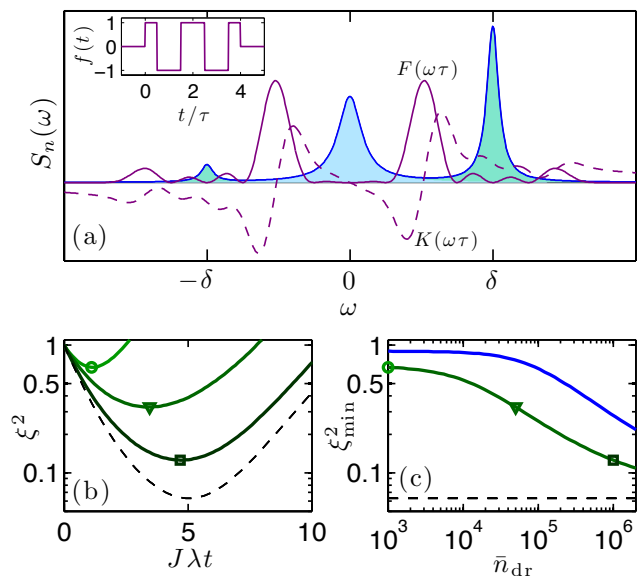 1
0
−1
f(t)
0 2 4
t/τ
S_n(ω)
F(ωτ)
K(ωτ)
(a)
−δ 0 δ
ω
1
0.5
0.1
ξ²
(b)
0 5 10
Jλt
1
0.5
0.1
ξ²_min
(c)
10³ 10⁴ 10⁵ 10⁶
n̄_dr